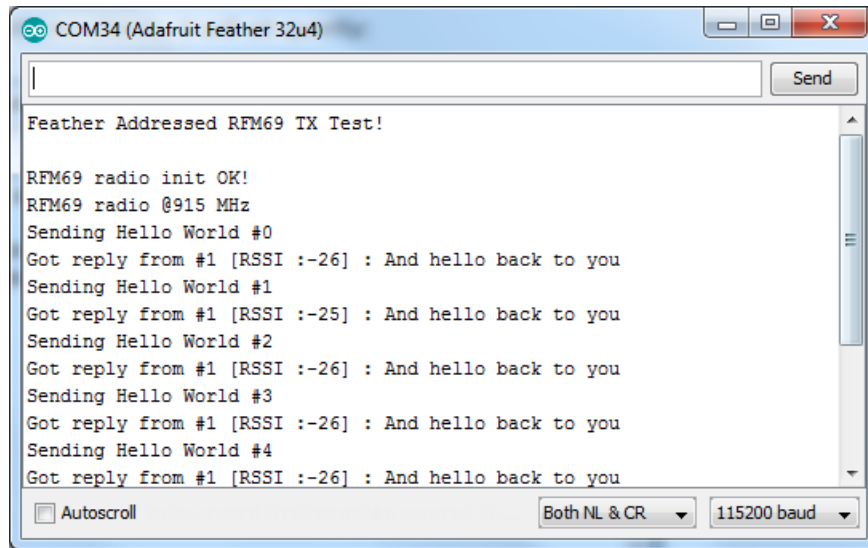 COM34 (Adafruit Feather 32u4)
Send
Feather Addressed RFM69 TX Test!
RFM69 radio init OK!
RFM69 radio @915 MHz
Sending Hello World #0
Got reply from #1 [RSSI :-26] : And hello back to you
Sending Hello World #1
Got reply from #1 [RSSI :-25] : And hello back to you
Sending Hello World #2
Got reply from #1 [RSSI :-26] : And hello back to you
Sending Hello World #3
Got reply from #1 [RSSI :-26] : And hello back to you
Sending Hello World #4
Got reply from #1 [RSSI :-26] : And hello back to you
Autoscroll Both NL & CR 115200 baud